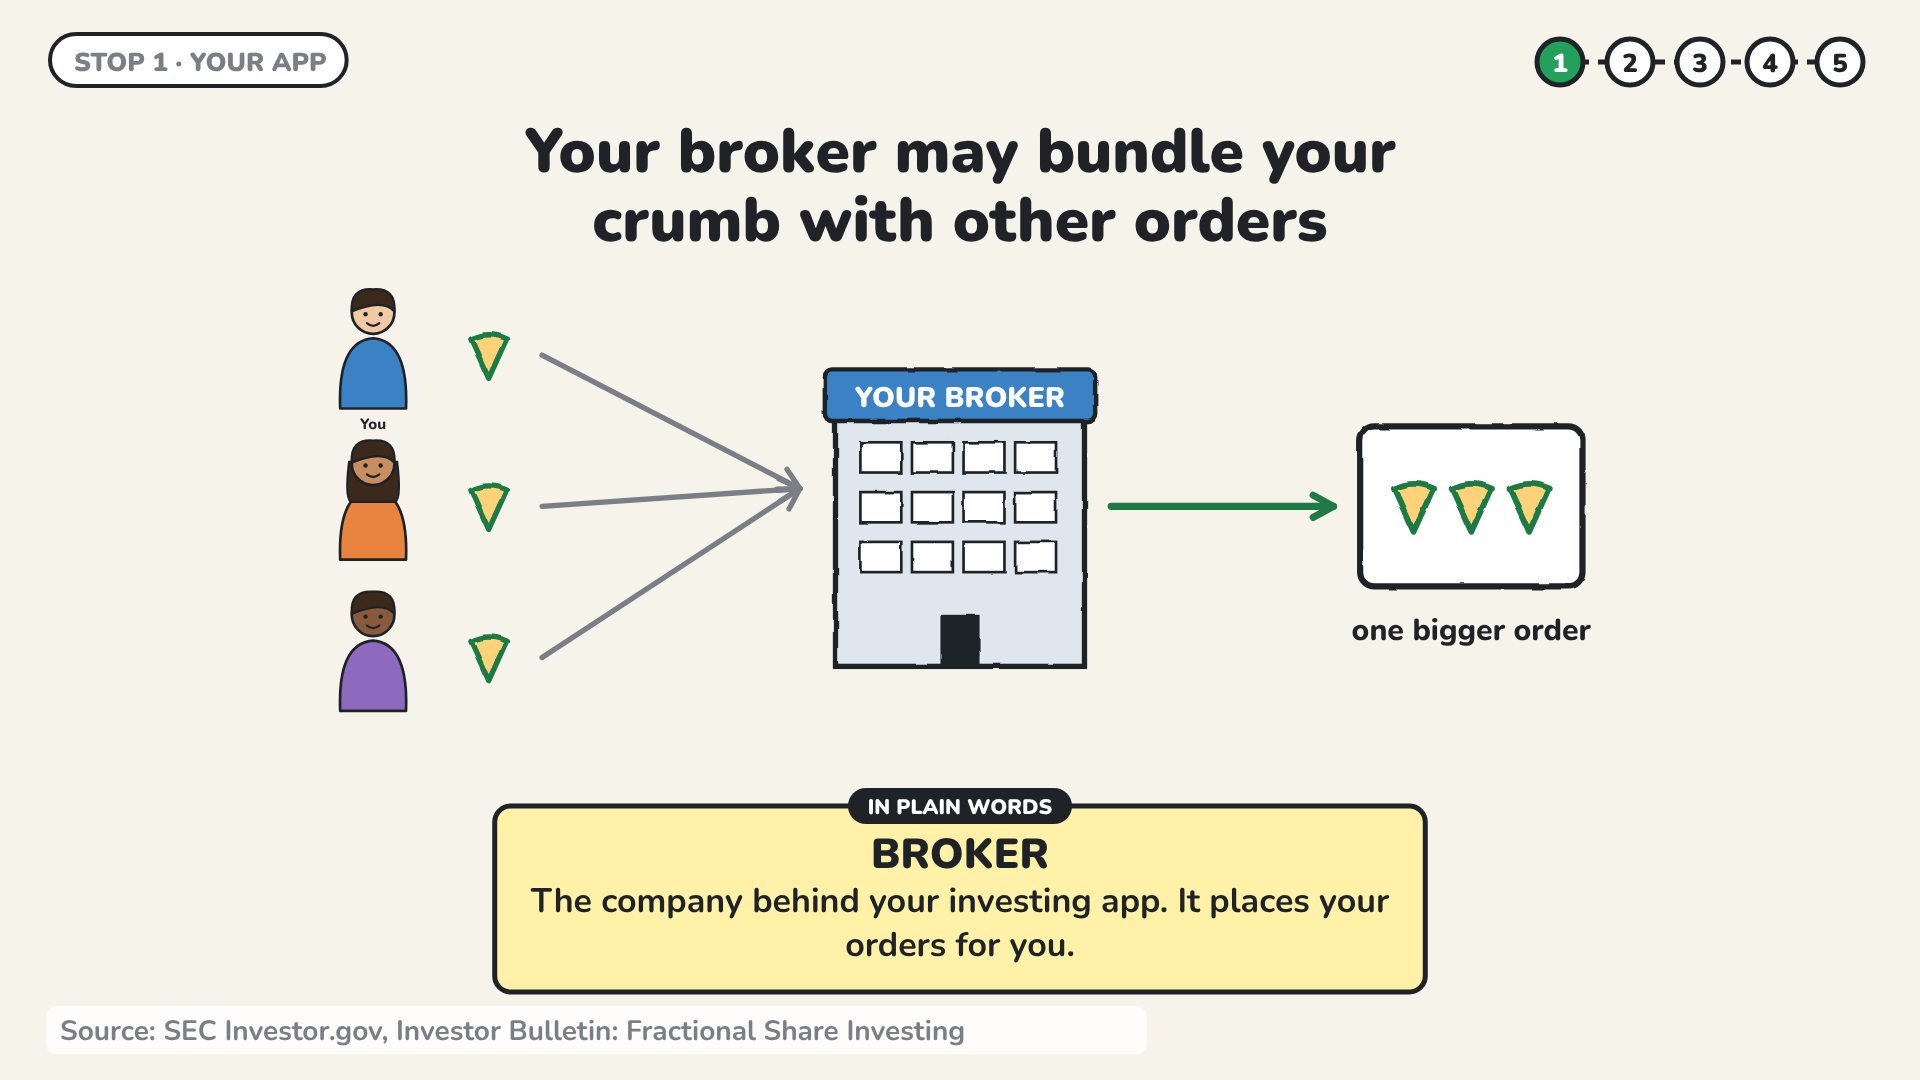 STOP 1 · YOUR APP
1 2 3 4 5
Your broker may bundle your
crumb with other orders
You
YOUR BROKER
one bigger order
IN PLAIN WORDS
BROKER
The company behind your investing app. It places your
orders for you.
Source: SEC Investor.gov, Investor Bulletin: Fractional Share Investing